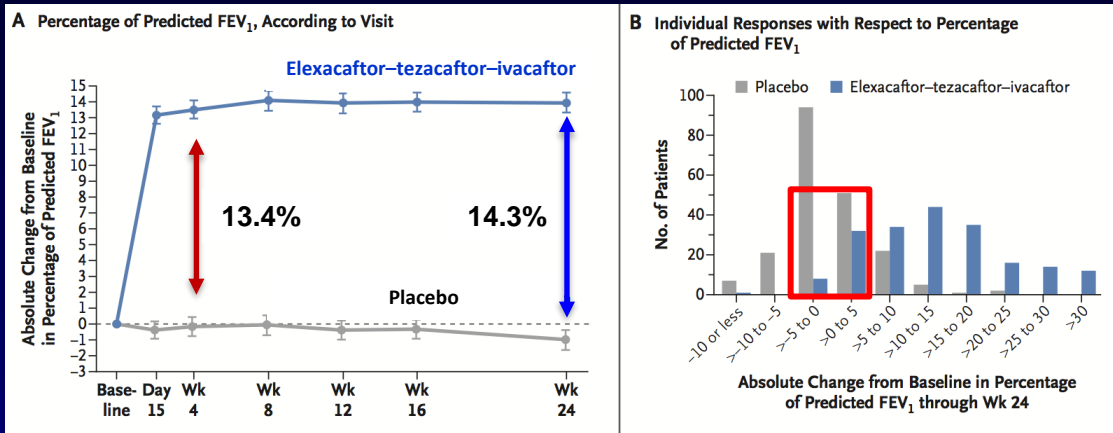 A Percentage of Predicted FEV₁, According to Visit
Elexacaftor–tezacaftor–ivacaftor
Absolute Change from Baseline
in Percentage of Predicted FEV₁
15
14
13
12
11
10
9
8
7
6
5
4
3
2
1
0
−1
−2
−3
13.4%
14.3%
Placebo
Base-
line
Day
15
Wk
4
Wk
8
Wk
12
Wk
16
Wk
24
B Individual Responses with Respect to Percentage
of Predicted FEV₁
Placebo
Elexacaftor–tezacaftor–ivacaftor
No. of Patients
100
80
60
40
20
0
−10 or less
>−10 to −5
>−5 to 0
>0 to 5
>5 to 10
>10 to 15
>15 to 20
>20 to 25
>25 to 30
>30
Absolute Change from Baseline in Percentage
of Predicted FEV₁ through Wk 24